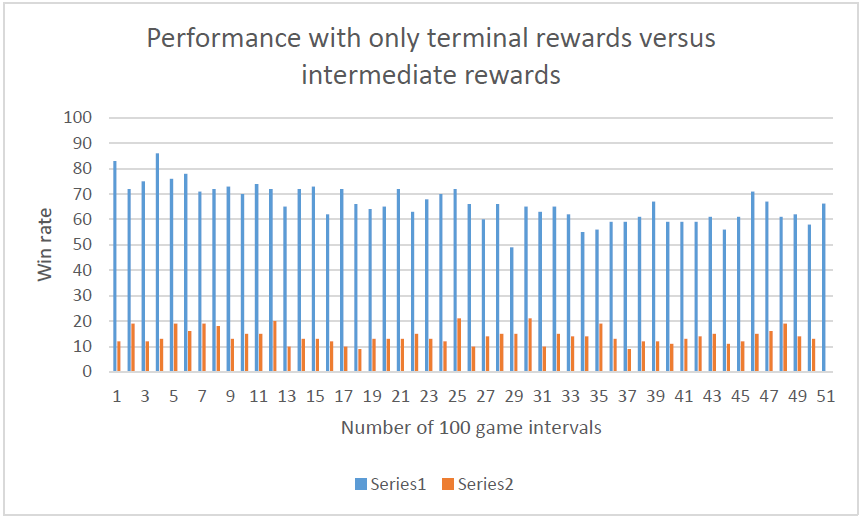 Performance with only terminal rewards versus
intermediate rewards
100
90
80
70
60
50
40
30
20
10
0
Win rate
1 3 5 7 9 11 13 15 17 19 21 23 25 27 29 31 33 35 37 39 41 43 45 47 49 51
Number of 100 game intervals
Series1 Series2